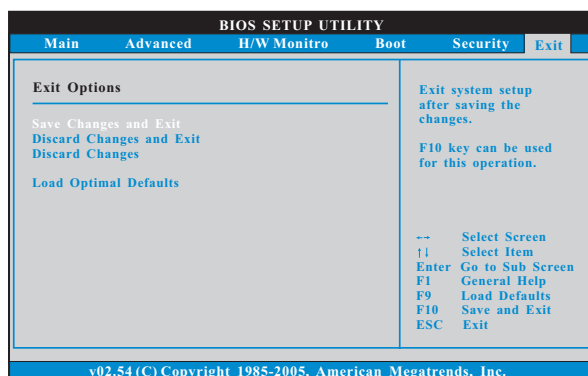 BIOS SETUP UTILITY
Main Advanced H/W Monitro Boot Security Exit
Exit Options
Save Changes and Exit
Discard Changes and Exit
Discard Changes
Load Optimal Defaults
Exit system setup
after saving the
changes.
F10 key can be used
for this operation.
←→ Select Screen
↑↓ Select Item
Enter Go to Sub Screen
F1 General Help
F9 Load Defaults
F10 Save and Exit
ESC Exit
v02.54 (C) Copyright 1985-2005, American Megatrends, Inc.